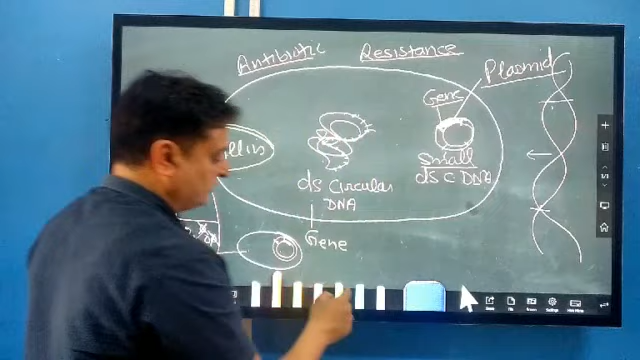 Antibiotic Resistance
Plasmid
Gene
Small
ds C DNA
ds Circular
DNA
Gene